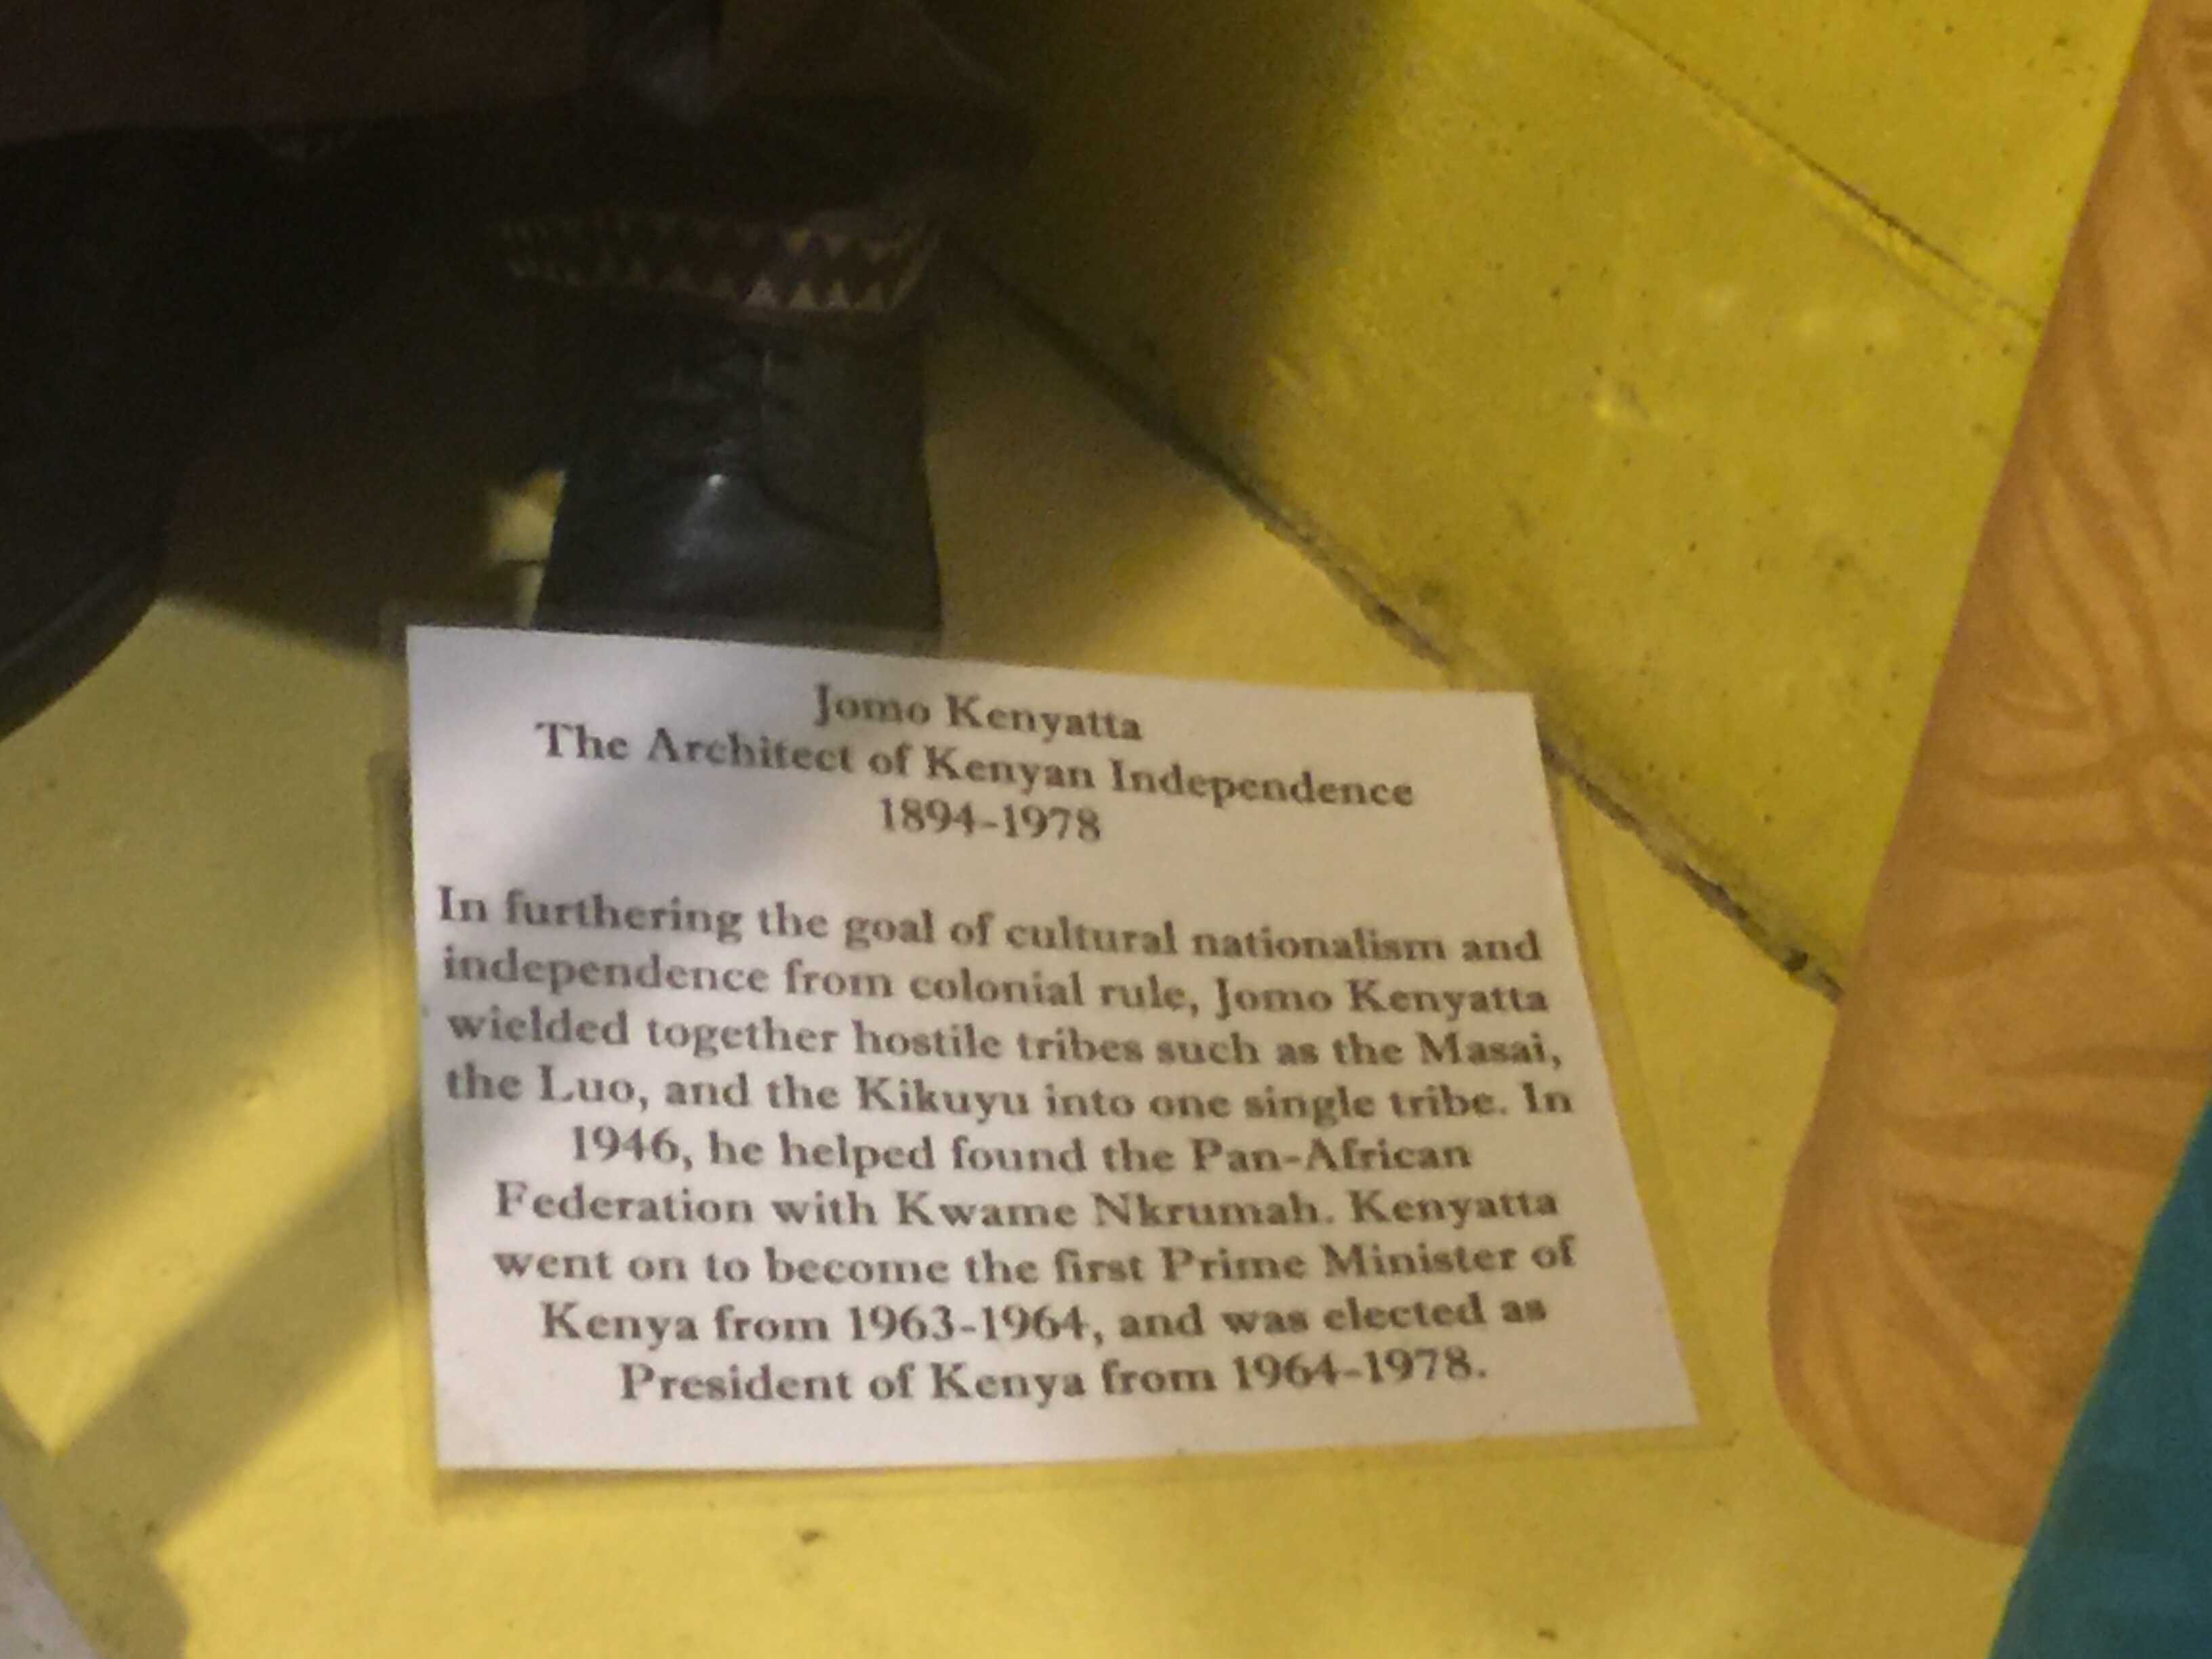 Jomo Kenyatta
The Architect of Kenyan Independence
1894-1978
In furthering the goal of cultural nationalism and
independence from colonial rule, Jomo Kenyatta
wielded together hostile tribes such as the Masai,
the Luo, and the Kikuyu into one single tribe. In
1946, he helped found the Pan-African
Federation with Kwame Nkrumah. Kenyatta
went on to become the first Prime Minister of
Kenya from 1963-1964, and was elected as
President of Kenya from 1964-1978.